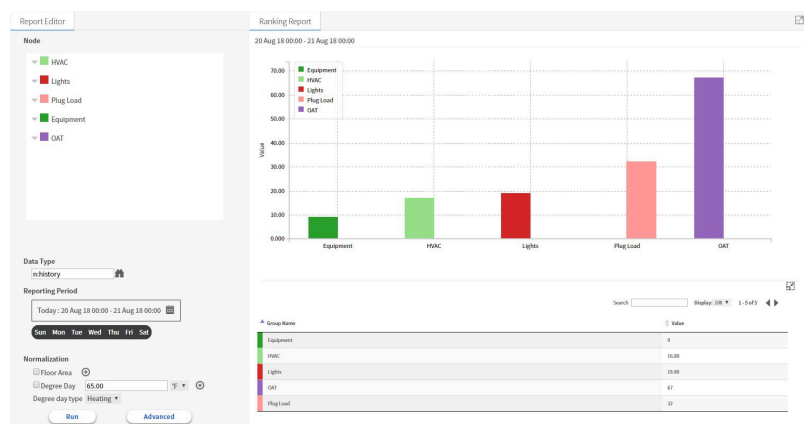 Report Editor
Node
HVAC
Lights
Plug Load
Equipment
OAT
Data Type
n:history
Reporting Period
Today : 20 Aug 18 00:00 - 21 Aug 18 00:00
Sun Mon Tue Wed Thu Fri Sat
Normalization
Floor Area
Degree Day 65.00 °F
Degree day type Heating
Run Advanced
Ranking Report
20 Aug 18 00:00 - 21 Aug 18 00:00
Value
70.00
60.00
50.00
40.00
30.00
20.00
10.00
0.000
Equipment
HVAC
Lights
Plug Load
OAT
Equipment HVAC Lights Plug Load OAT
Search Display: 100 1 - 5 of 5
Group Name Value
Equipment 9
HVAC 16.88
Lights 18.88
OAT 67
Plug Load 32